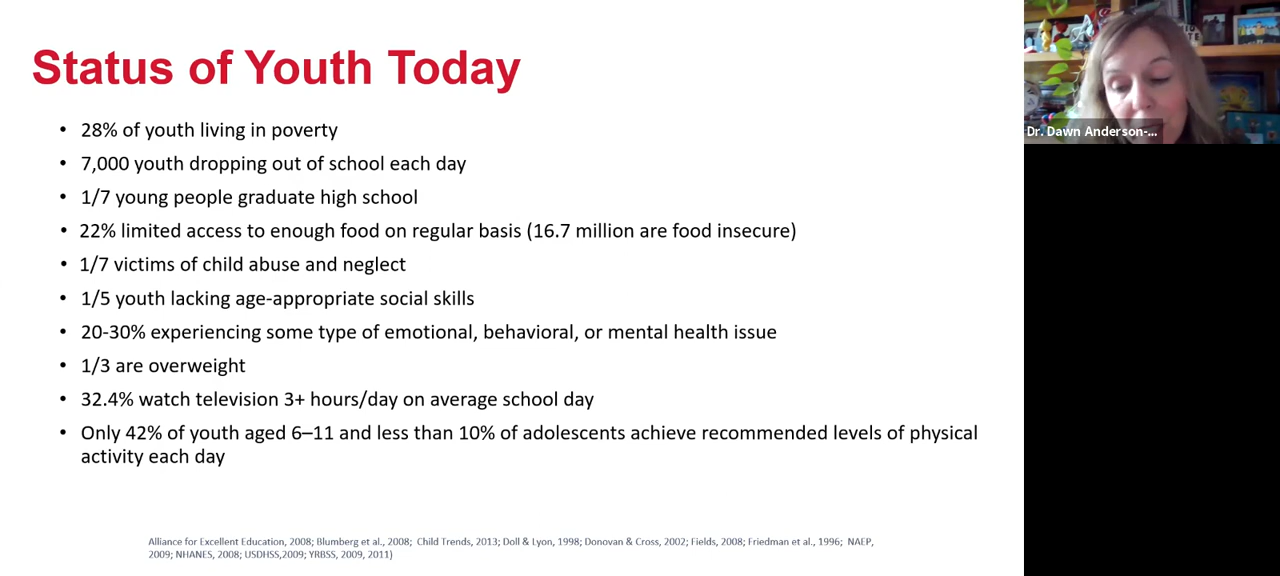 Status of Youth Today
• 28% of youth living in poverty
• 7,000 youth dropping out of school each day
• 1/7 young people graduate high school
• 22% limited access to enough food on regular basis (16.7 million are food insecure)
• 1/7 victims of child abuse and neglect
• 1/5 youth lacking age-appropriate social skills
• 20-30% experiencing some type of emotional, behavioral, or mental health issue
• 1/3 are overweight
• 32.4% watch television 3+ hours/day on average school day
• Only 42% of youth aged 6–11 and less than 10% of adolescents achieve recommended levels of physical
activity each day
Alliance for Excellent Education, 2008; Blumberg et al., 2008; Child Trends, 2013; Doll & Lyon, 1998; Donovan & Cross, 2002; Fields, 2008; Friedman et al., 1996; NAEP,
2009; NHANES, 2008; USDHSS,2009; YRBSS, 2009, 2011)
Dr. Dawn Anderson-...